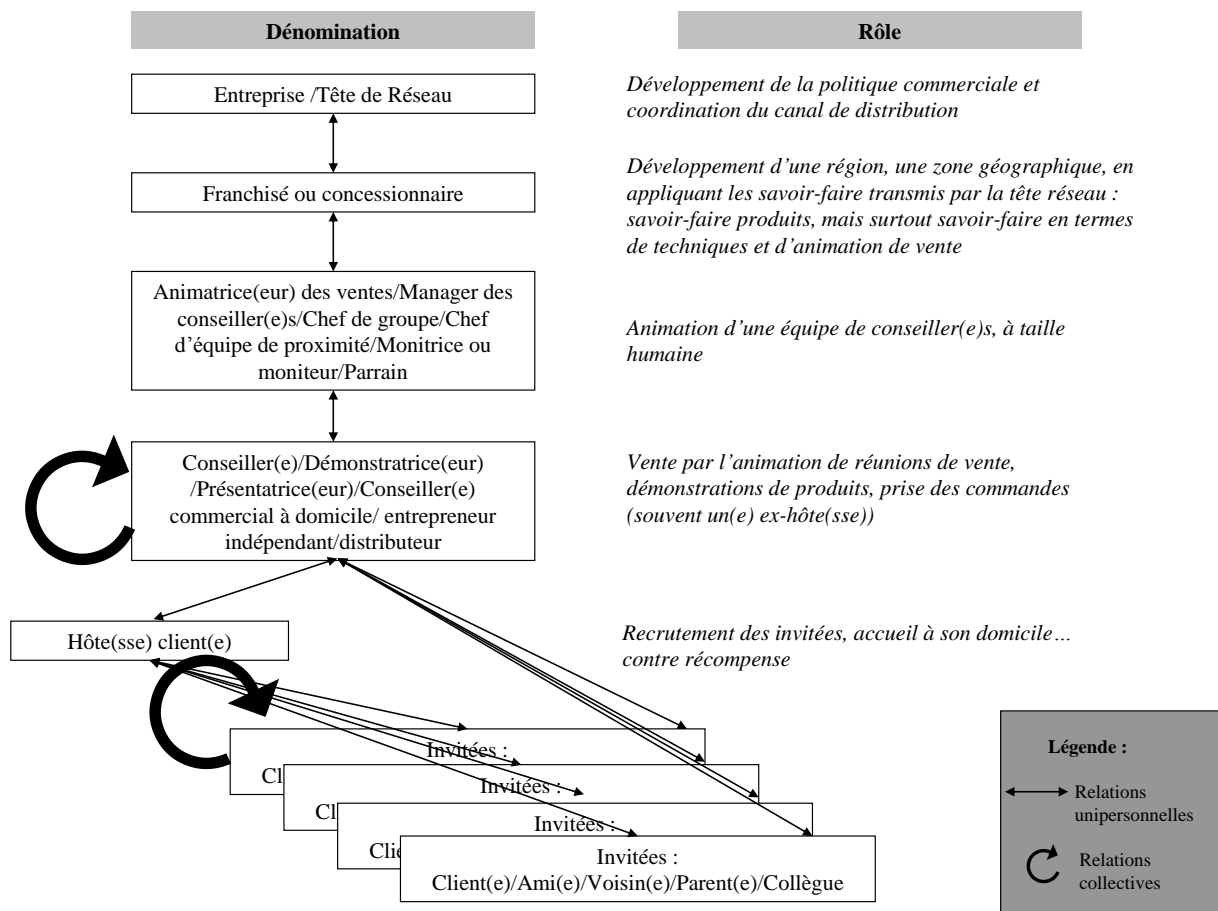 Dénomination
Rôle
Entreprise /Tête de Réseau
Développement de la politique commerciale et
coordination du canal de distribution
Franchisé ou concessionnaire
Développement d’une région, une zone géographique, en
appliquant les savoir-faire transmis par la tête réseau :
savoir-faire produits, mais surtout savoir-faire en termes
de techniques et d’animation de vente
Animatrice(eur) des ventes/Manager des
conseiller(e)s/Chef de groupe/Chef
d’équipe de proximité/Monitrice ou
moniteur/Parrain
Animation d’une équipe de conseiller(e)s, à taille
humaine
Conseiller(e)/Démonstratrice(eur)
/Présentatrice(eur)/Conseiller(e)
commercial à domicile/ entrepreneur
indépendant/distributeur
Vente par l’animation de réunions de vente,
démonstrations de produits, prise des commandes
(souvent un(e) ex-hôte(sse))
Hôte(sse) client(e)
Recrutement des invitées, accueil à son domicile…
contre récompense
Invitées :
Cl
Invitées :
Cl
Invitées :
Clie
Invitées :
Client(e)/Ami(e)/Voisin(e)/Parent(e)/Collègue
Légende :
Relations
unipersonnelles
Relations
collectives